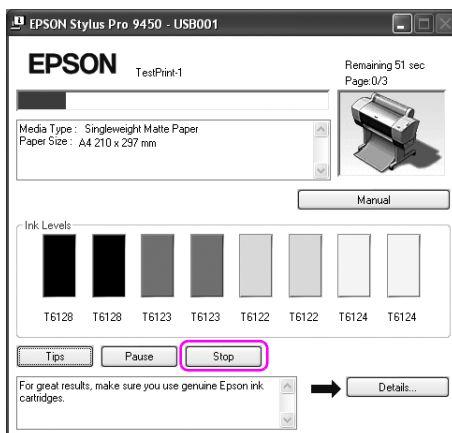 EPSON Stylus Pro 9450 - USB001
EPSON TestPrint-1
Remaining 51 sec
Page:0/3
Media Type : Singleweight Matte Paper
Paper Size : A4 210 x 297 mm
Manual
Ink Levels
T6128 T6128 T6123 T6123 T6122 T6122 T6124 T6124
Tips Pause Stop
For great results, make sure you use genuine Epson ink
cartridges.
Details...